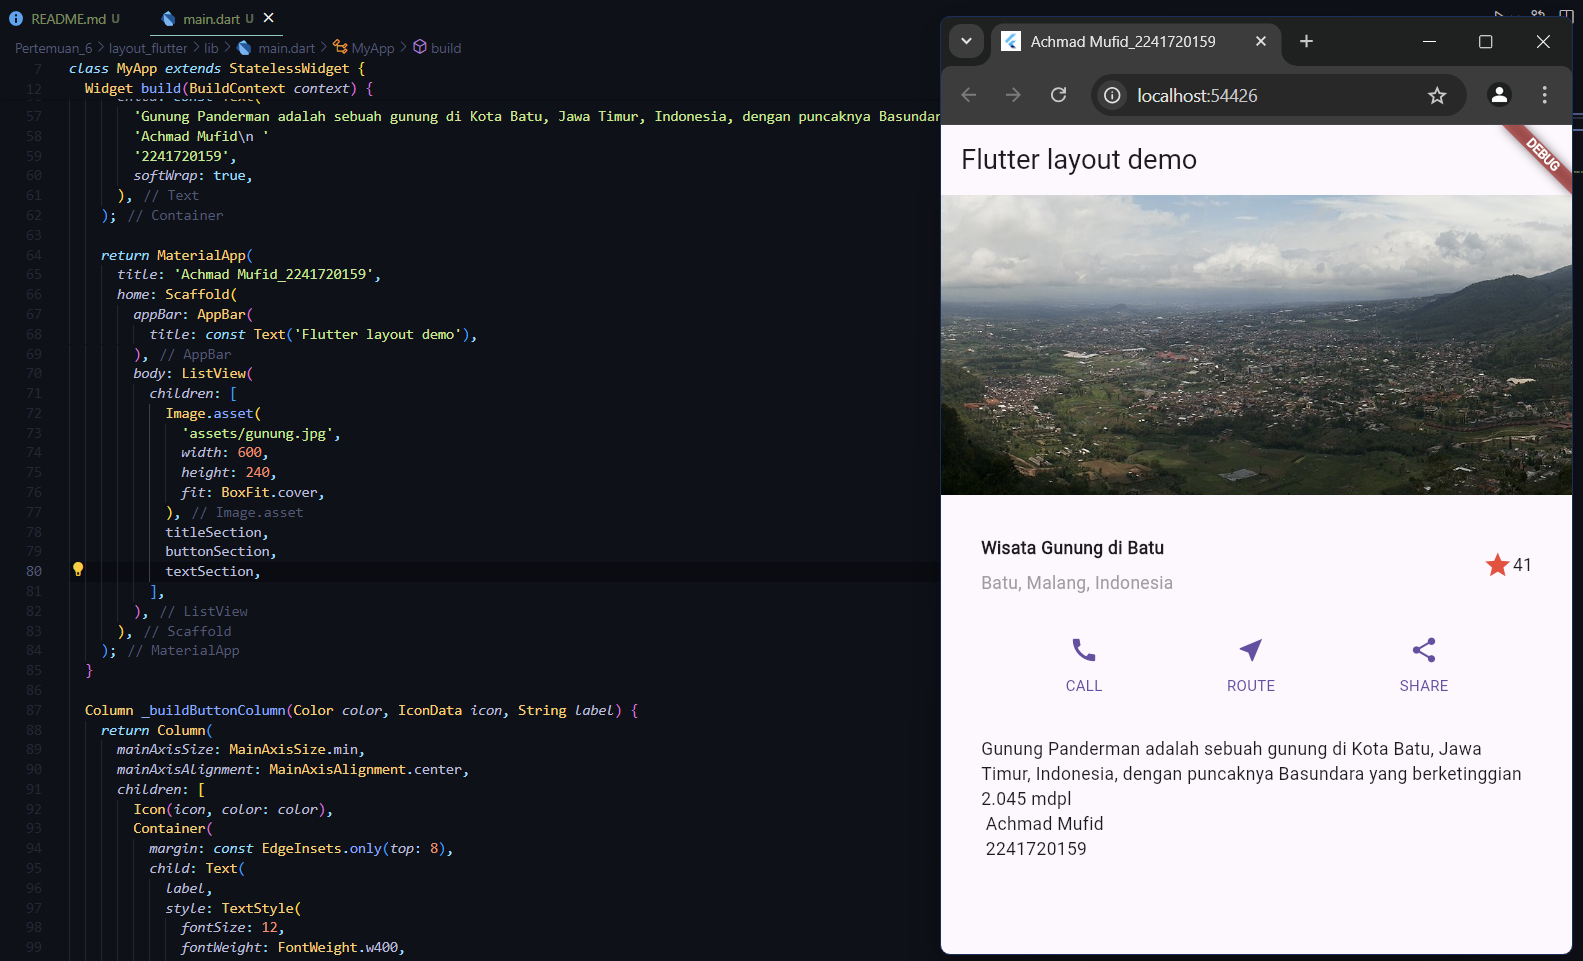 README.md U
main.dart U
Pertemuan_6 > layout_flutter > lib > main.dart > MyApp > build
7 class MyApp extends StatelessWidget {
12 Widget build(BuildContext context) {
57 'Gunung Panderman adalah sebuah gunung di Kota Batu, Jawa Timur, Indonesia, dengan puncaknya Basundar
58 'Achmad Mufid\n '
59 '2241720159',
60 softWrap: true,
61 ), // Text
62 ); // Container
63
64 return MaterialApp(
65 title: 'Achmad Mufid_2241720159',
66 home: Scaffold(
67 appBar: AppBar(
68 title: const Text('Flutter layout demo'),
69 ), // AppBar
70 body: ListView(
71 children: [
72 Image.asset(
73 'assets/gunung.jpg',
74 width: 600,
75 height: 240,
76 fit: BoxFit.cover,
77 ), // Image.asset
78 titleSection,
79 buttonSection,
80 textSection,
81 ],
82 ), // ListView
83 ), // Scaffold
84 ); // MaterialApp
85 }
86
87 Column _buildButtonColumn(Color color, IconData icon, String label) {
88 return Column(
89 mainAxisSize: MainAxisSize.min,
90 mainAxisAlignment: MainAxisAlignment.center,
91 children: [
92 Icon(icon, color: color),
93 Container(
94 margin: const EdgeInsets.only(top: 8),
95 child: Text(
96 label,
97 style: TextStyle(
98 fontSize: 12,
99 fontWeight: FontWeight.w400,
Achmad Mufid_2241720159
localhost:54426
Flutter layout demo
DEBUG
Wisata Gunung di Batu
Batu, Malang, Indonesia
41
CALL
ROUTE
SHARE
Gunung Panderman adalah sebuah gunung di Kota Batu, Jawa
Timur, Indonesia, dengan puncaknya Basundara yang berketinggian
2.045 mdpl
Achmad Mufid
2241720159